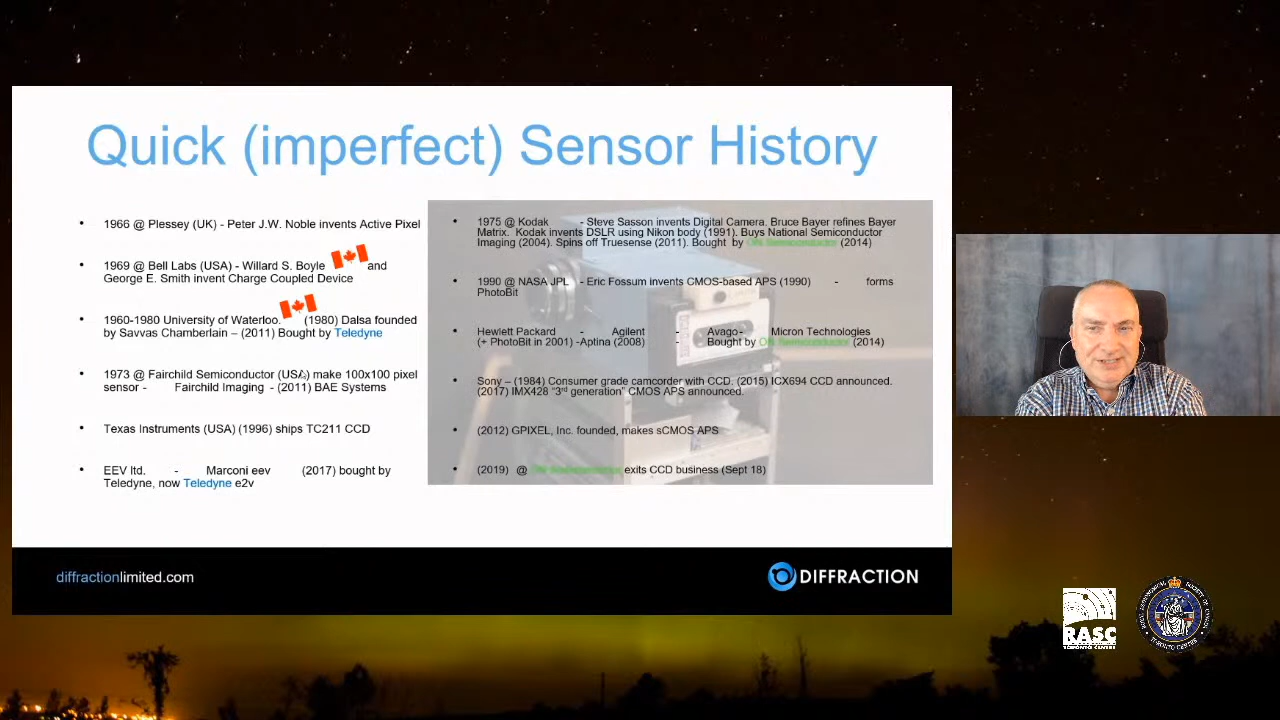 Quick (imperfect) Sensor History
• 1966 @ Plessey (UK) - Peter J.W. Noble invents Active Pixel
• 1969 @ Bell Labs (USA) - Willard S. Boyle and
George E. Smith invent Charge Coupled Device
• 1960-1980 University of Waterloo. (1980) Dalsa founded
by Savvas Chamberlain – (2011) Bought by Teledyne
• 1973 @ Fairchild Semiconductor (USA) make 100x100 pixel
sensor - Fairchild Imaging - (2011) BAE Systems
• Texas Instruments (USA) (1996) ships TC211 CCD
• EEV ltd. - Marconi eev (2017) bought by
Teledyne, now Teledyne e2v
• 1975 @ Kodak - Steve Sasson invents Digital Camera. Bruce Bayer refines Bayer
Matrix. Kodak invents DSLR using Nikon body (1991). Buys National Semiconductor
Imaging (2004). Spins off Truesense (2011). Bought by ON Semiconductor (2014)
• 1990 @ NASA JPL - Eric Fossum invents CMOS-based APS (1990) - forms
PhotoBit
• Hewlett Packard - Agilent - Avago- Micron Technologies
(+ PhotoBit in 2001) -Aptina (2008) - Bought by ON Semiconductor (2014)
• Sony – (1984) Consumer grade camcorder with CCD. (2015) ICX694 CCD announced.
(2017) IMX428 “3rd generation” CMOS APS announced.
• (2012) GPIXEL, Inc. founded, makes sCMOS APS
• (2019) @ ON Semiconductor exits CCD business (Sept 18)
diffractionlimited.com
DIFFRACTION
RASC
TORONTO CENTRE